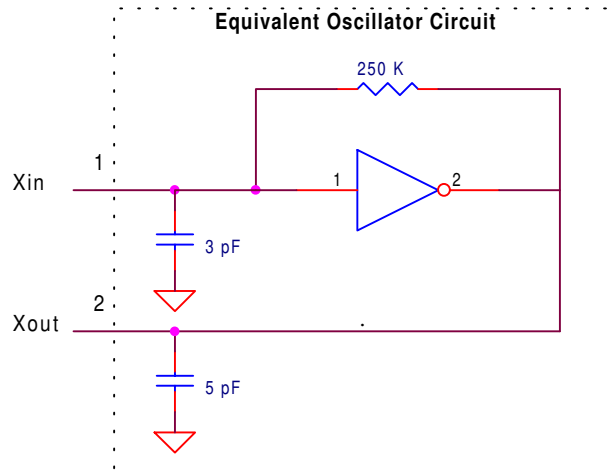 Equivalent Oscillator Circuit
250 K
1
Xin
1
2
3 pF
2
Xout
5 pF